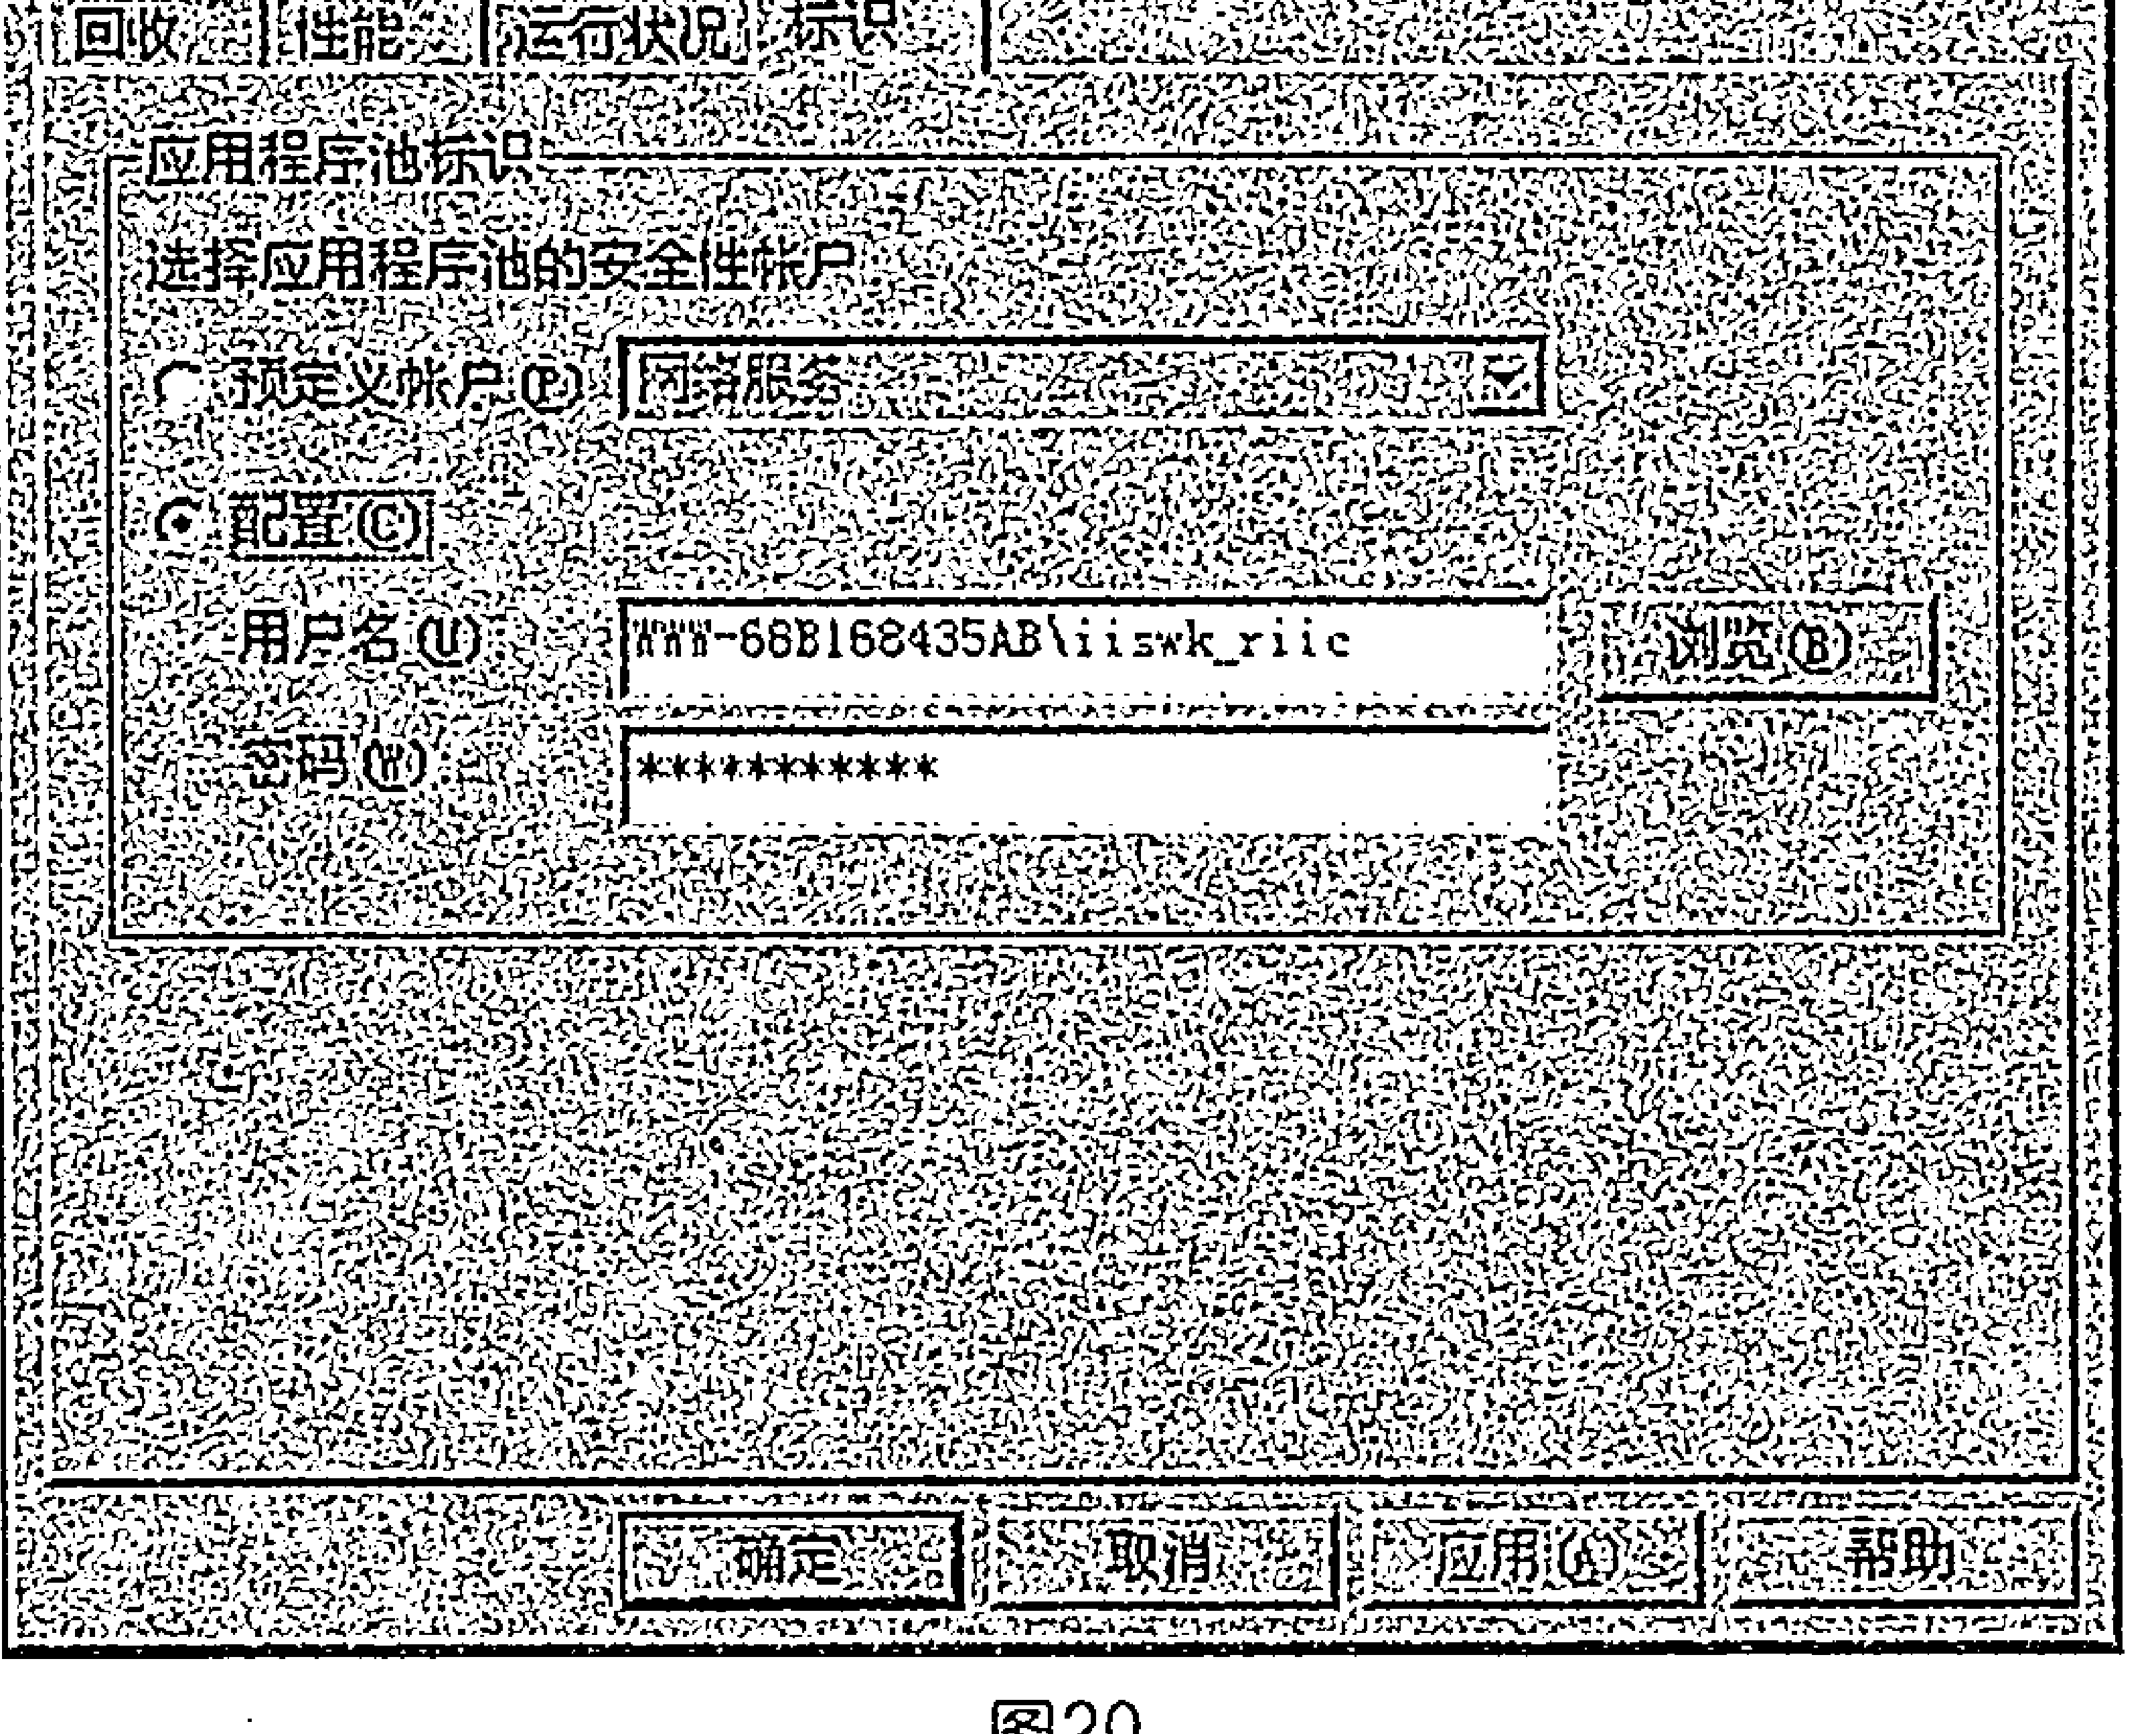 回收 性能 运行状况 标识
应用程序池标识
选择应用程序池的安全性帐户
预定义帐户(P) 网络服务
配置(C)
用户名(U) WWW-68B168435AB\iiswk_riic 浏览(B)
密码(W) ***********
确定 取消 应用(A) 帮助
图20